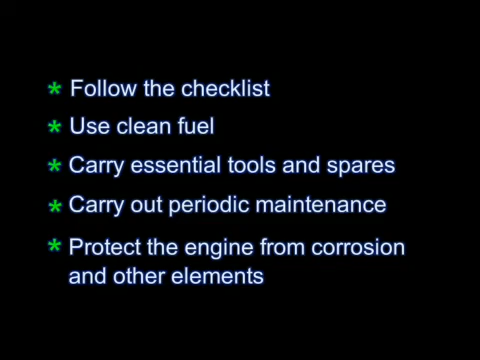 * Follow the checklist
* Use clean fuel
* Carry essential tools and spares
* Carry out periodic maintenance
* Protect the engine from corrosion
and other elements